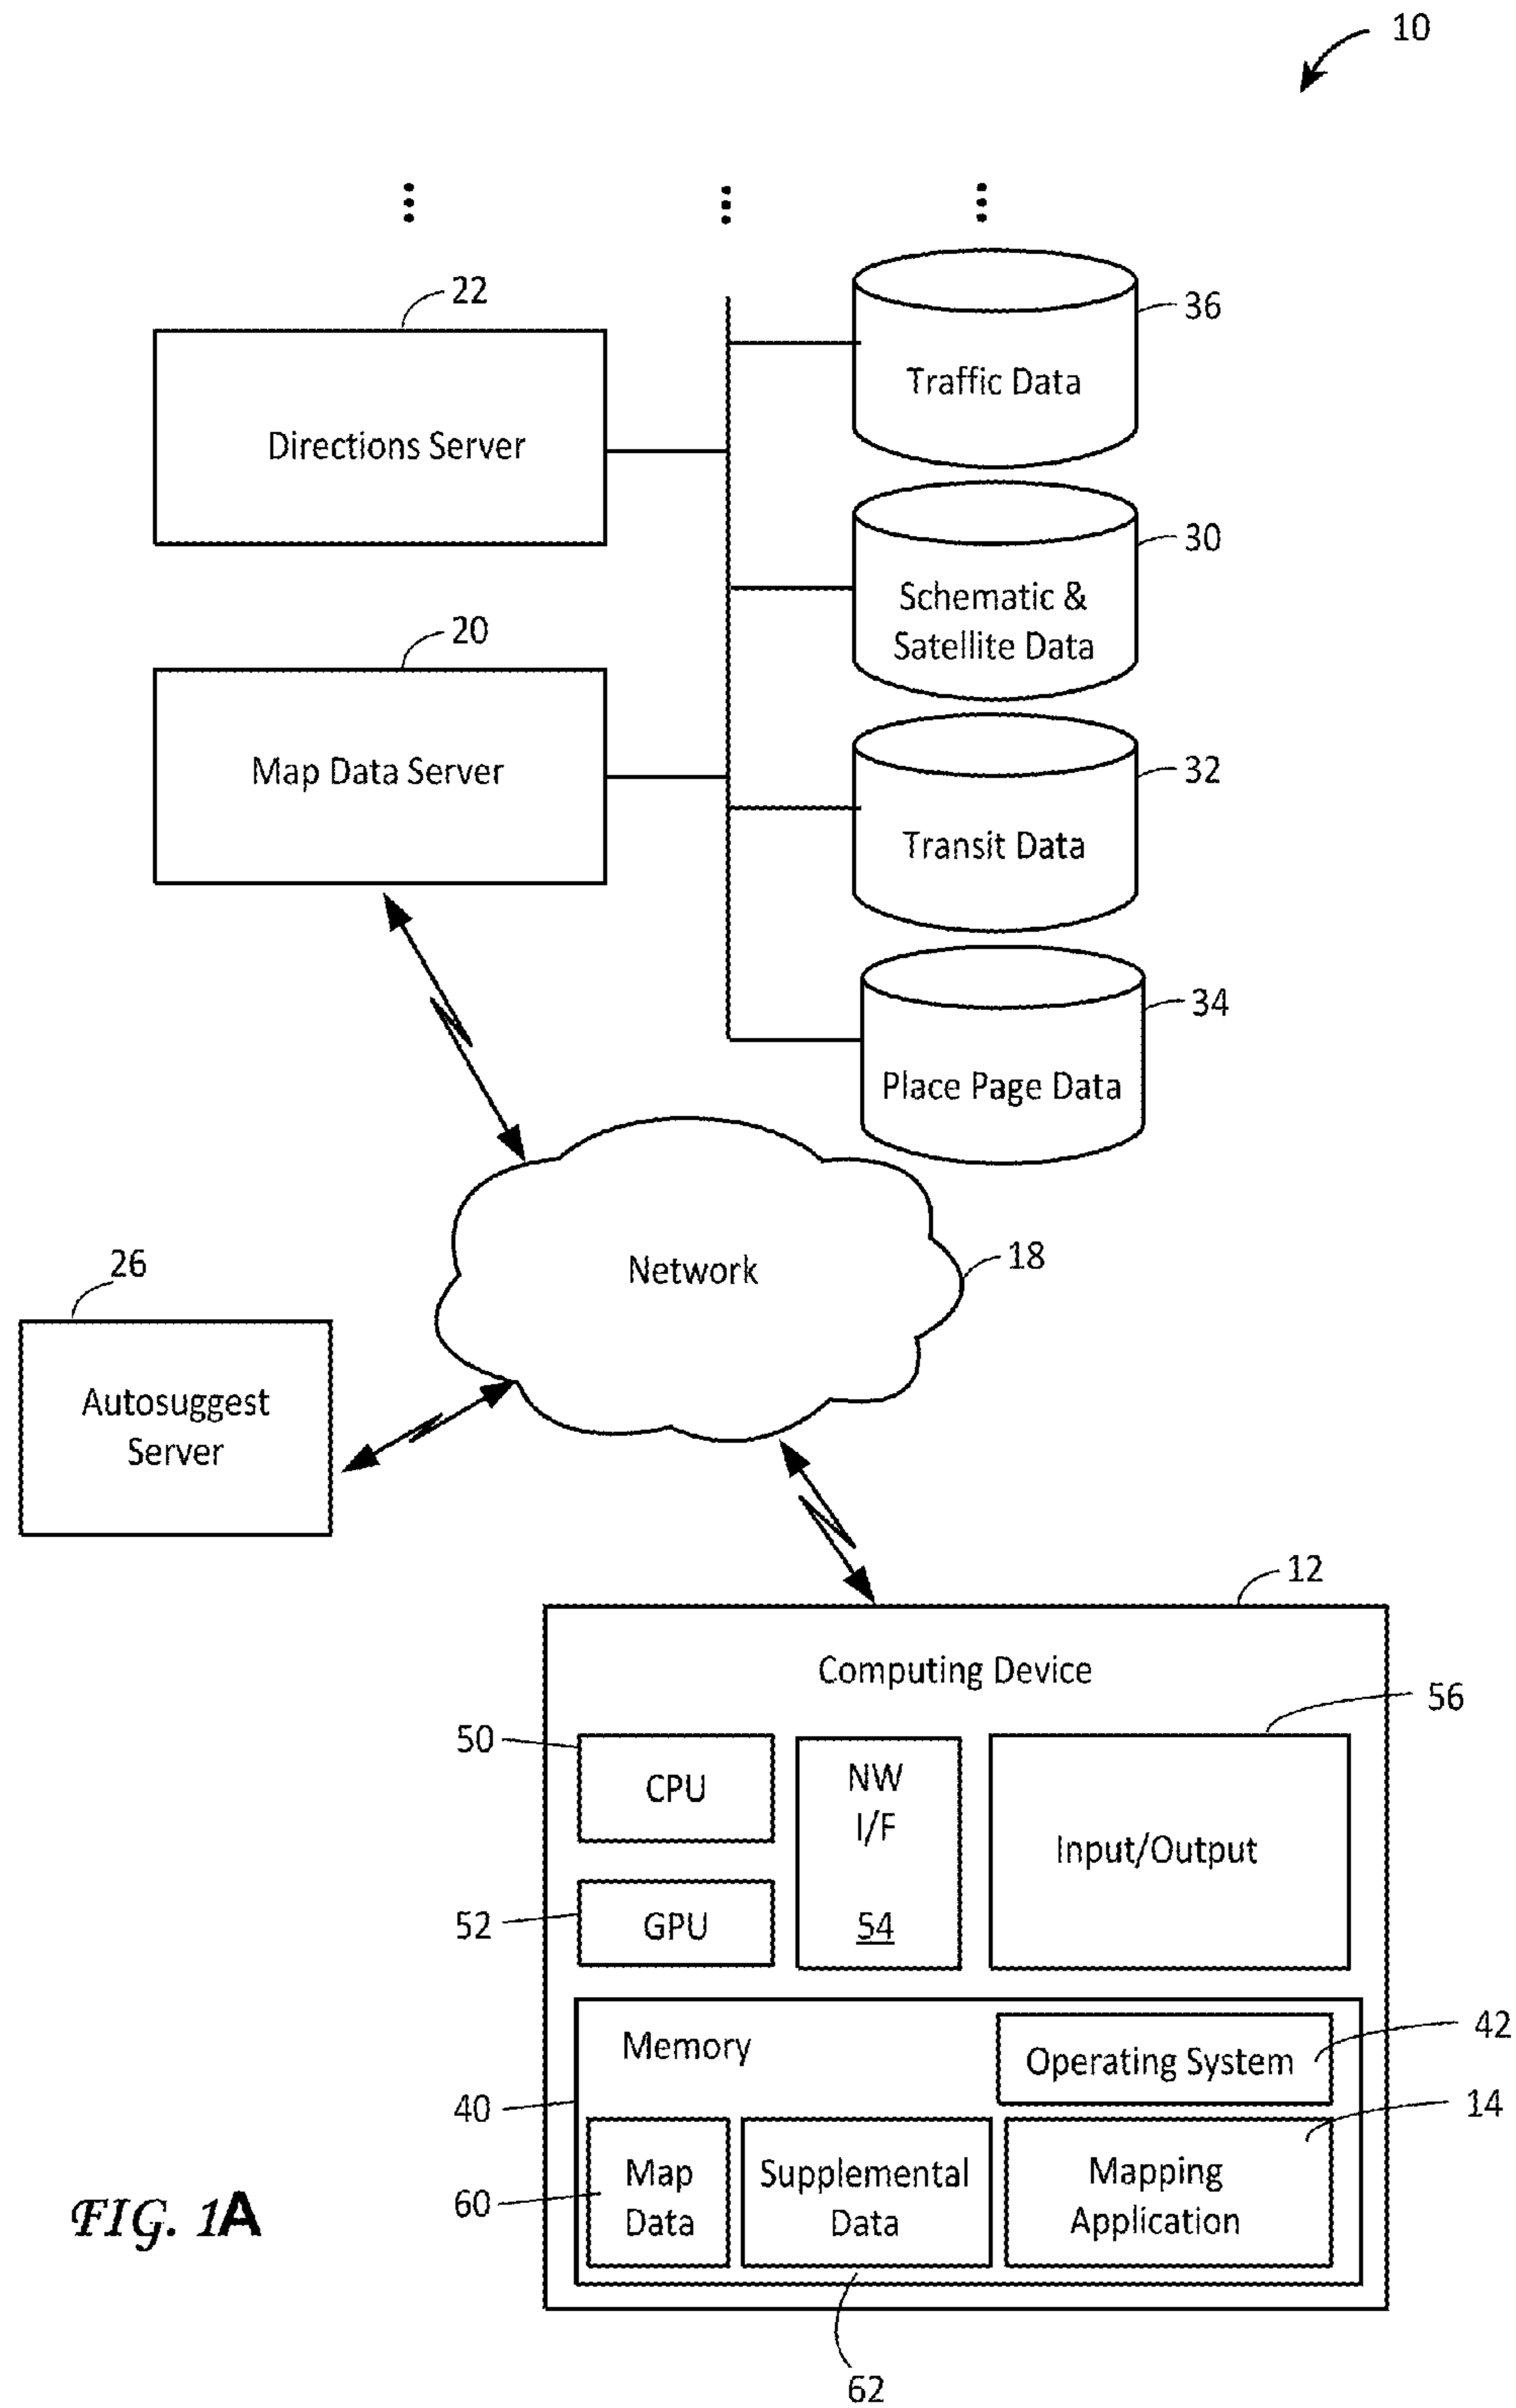 10
22
36
Directions Server
Traffic Data
30
Schematic &
Satellite Data
20
Map Data Server
32
Transit Data
34
Place Page Data
Network
18
26
Autosuggest
Server
12
Computing Device
56
50
CPU
NW
I/F
54
Input/Output
52
GPU
Memory
42
Operating System
40
14
60
Map
Data
Supplemental
Data
Mapping
Application
62
FIG. 1A